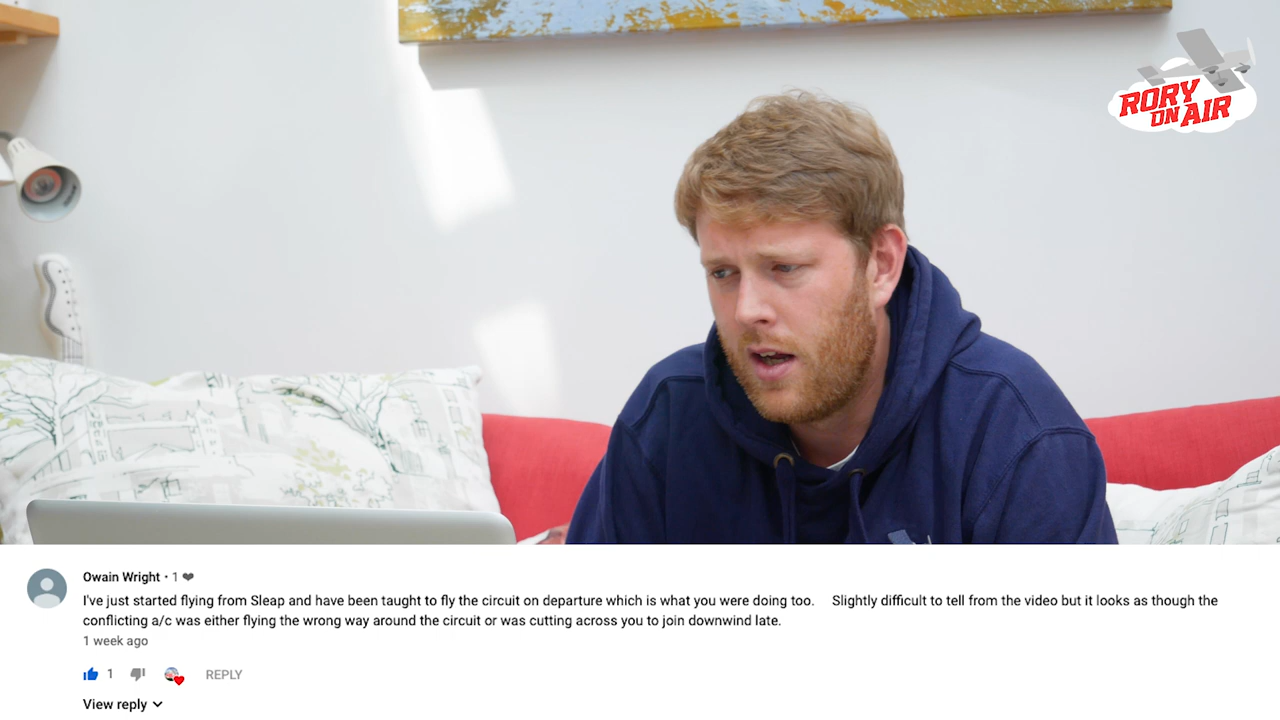 RORY
ON AIR
Owain Wright • 1 ❤
I've just started flying from Sleap and have been taught to fly the circuit on departure which is what you were doing too. Slightly difficult to tell from the video but it looks as though the
conflicting a/c was either flying the wrong way around the circuit or was cutting across you to join downwind late.
1 week ago
1 REPLY
View reply